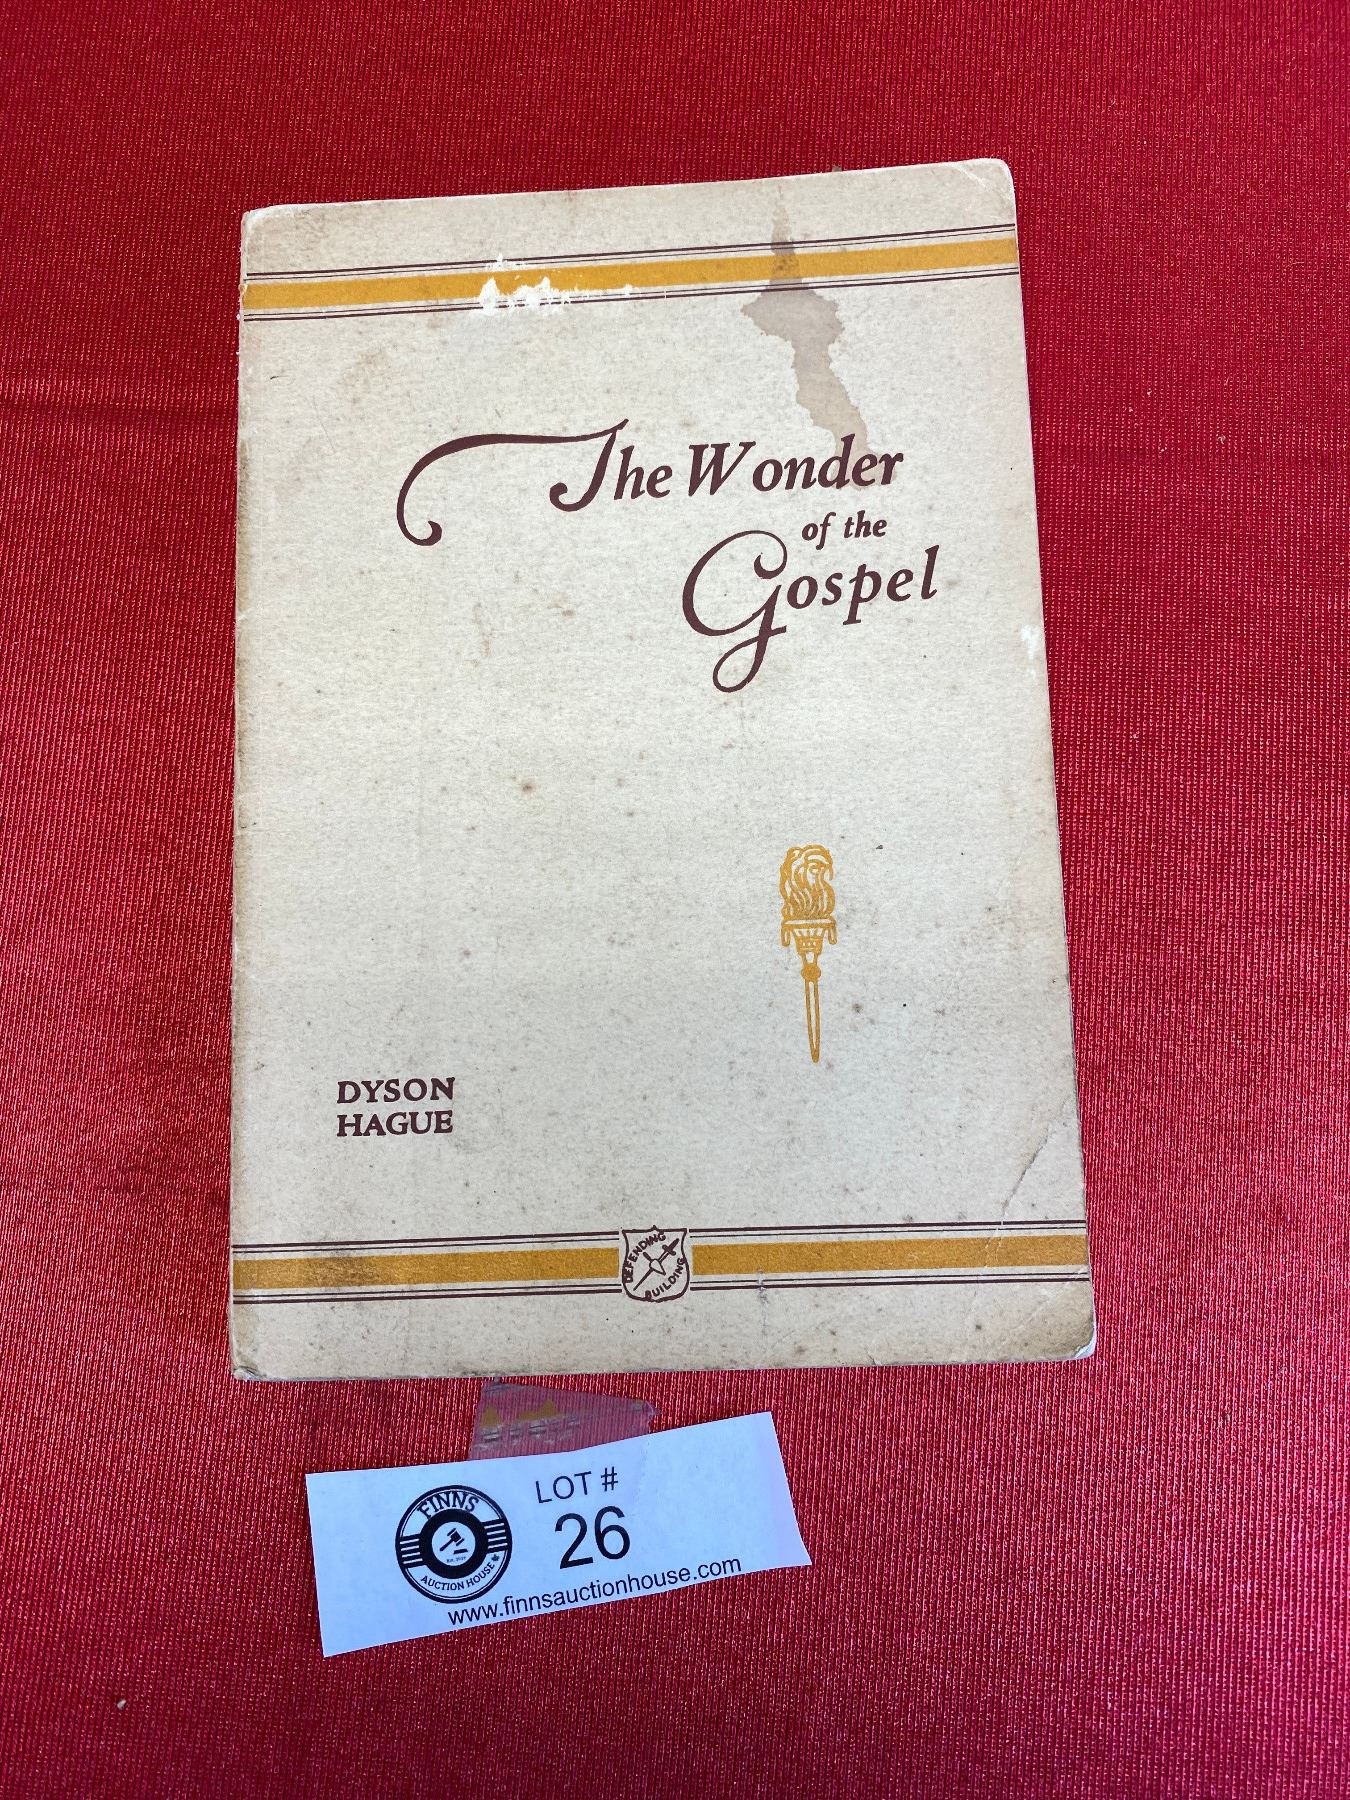 The Wonder
of the
Gospel
DYSON
HAGUE
DEFENDING
BUILDING
LOT #
26
FINNS
AUCTION HOUSE
www.finnsauctionhouse.com